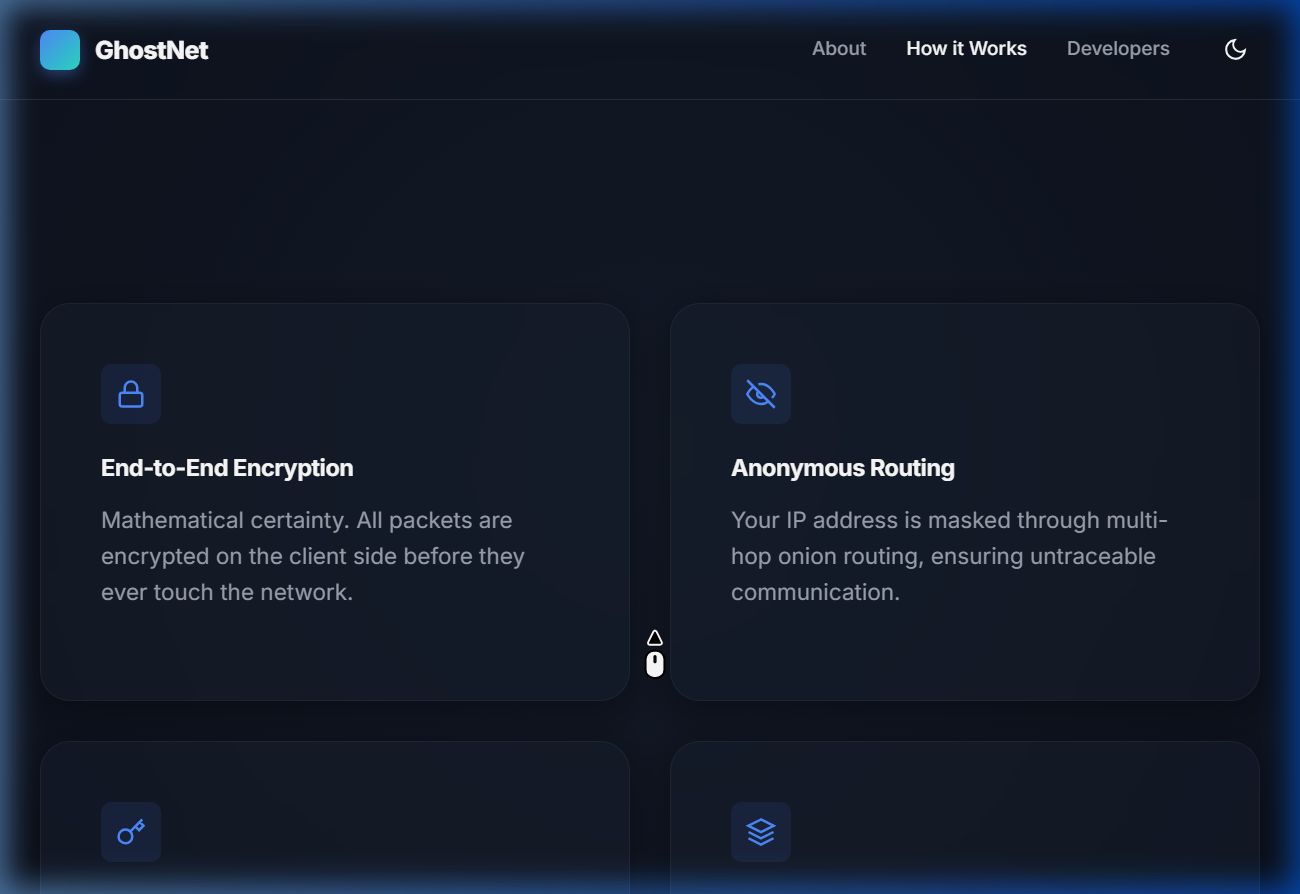 GhostNet
About
How it Works
Developers
End-to-End Encryption
Mathematical certainty. All packets are
encrypted on the client side before they
ever touch the network.
Anonymous Routing
Your IP address is masked through multi-
hop onion routing, ensuring untraceable
communication.